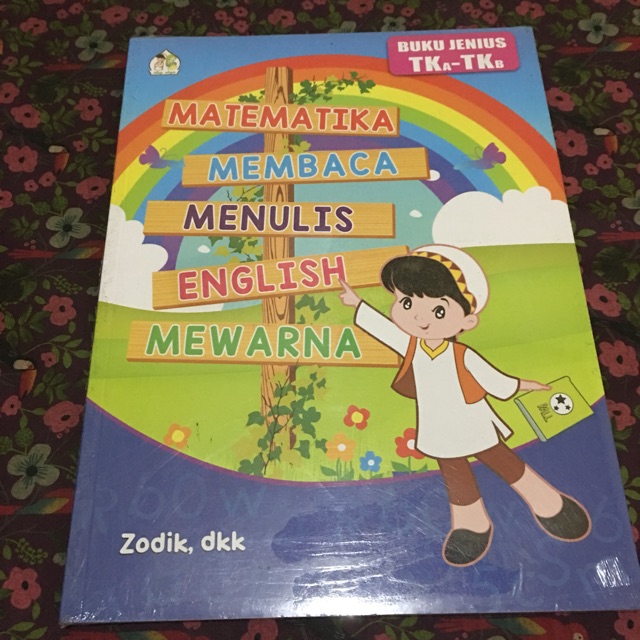 BUKU JENIUS
TKA-TKB
MATEMATIKA
MEMBACA
MENULIS
ENGLISH
MEWARNA
Zodik, dkk